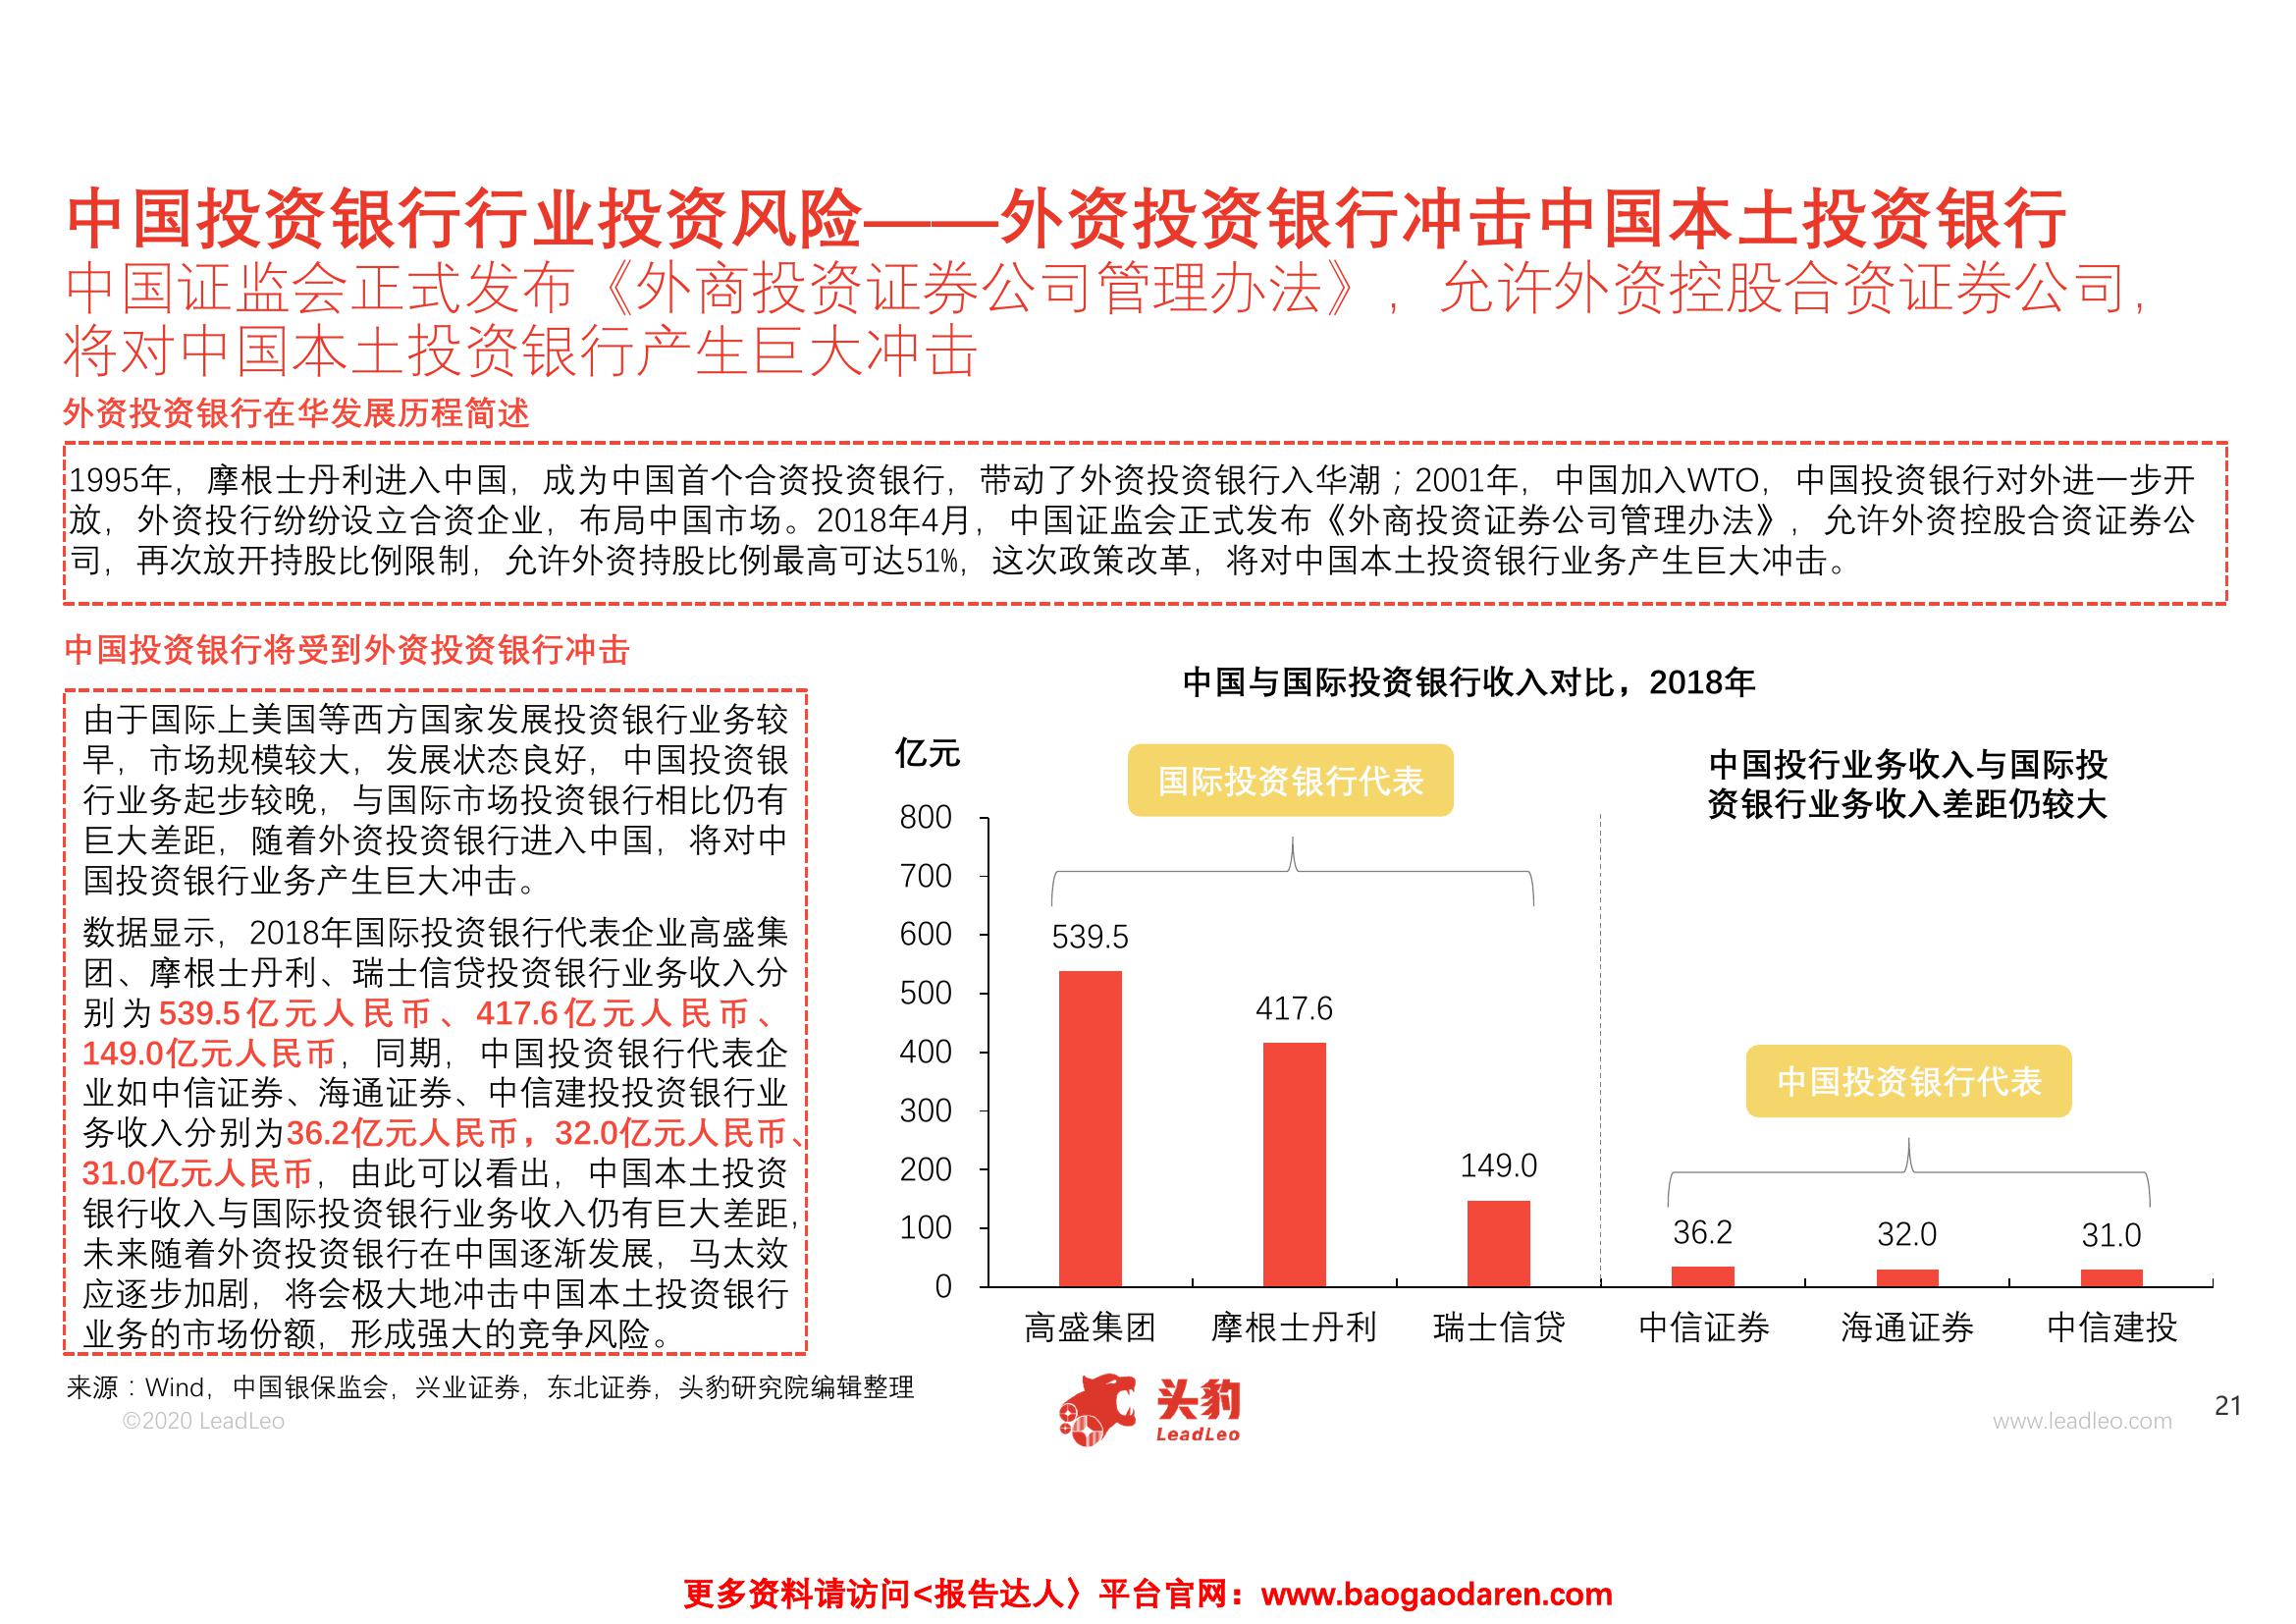 中国投资银行行业投资风险——外资投资银行冲击中国本土投资银行
中国证监会正式发布《外商投资证券公司管理办法》，允许外资控股合资证券公司，
将对中国本土投资银行产生巨大冲击
外资投资银行在华发展历程简述
1995年，摩根士丹利进入中国，成为中国首个合资投资银行，带动了外资投资银行入华潮；2001年，中国加入WTO，中国投资银行对外进一步开
放，外资投行纷纷设立合资企业，布局中国市场。2018年4月，中国证监会正式发布《外商投资证券公司管理办法》，允许外资控股合资证券公
司，再次放开持股比例限制，允许外资持股比例最高可达51%，这次政策改革，将对中国本土投资银行业务产生巨大冲击。
中国投资银行将受到外资投资银行冲击
由于国际上美国等西方国家发展投资银行业务较
早，市场规模较大，发展状态良好，中国投资银
行业务起步较晚，与国际市场投资银行相比仍有
巨大差距，随着外资投资银行进入中国，将对中
国投资银行业务产生巨大冲击。
数据显示，2018年国际投资银行代表企业高盛集
团、摩根士丹利、瑞士信贷投资银行业务收入分
别为539.5亿元人民币、417.6亿元人民币、
149.0亿元人民币，同期，中国投资银行代表企
业如中信证券、海通证券、中信建投投资银行业
务收入分别为36.2亿元人民币，32.0亿元人民币、
31.0亿元人民币，由此可以看出，中国本土投资
银行收入与国际投资银行业务收入仍有巨大差距，
未来随着外资投资银行在中国逐渐发展，马太效
应逐步加剧，将会极大地冲击中国本土投资银行
业务的市场份额，形成强大的竞争风险。
中国与国际投资银行收入对比，2018年
亿元
国际投资银行代表
中国投行业务收入与国际投
资银行业务收入差距仍较大
800
700
600
500
400
300
200
100
0
539.5
417.6
149.0
中国投资银行代表
36.2
32.0
31.0
高盛集团
摩根士丹利
瑞士信贷
中信证券
海通证券
中信建投
来源：Wind，中国银保监会，兴业证券，东北证券，头豹研究院编辑整理
©2020 LeadLeo
头豹
LeadLeo
www.leadleo.com
21
更多资料请访问<报告达人〉平台官网：www.baogaodaren.com